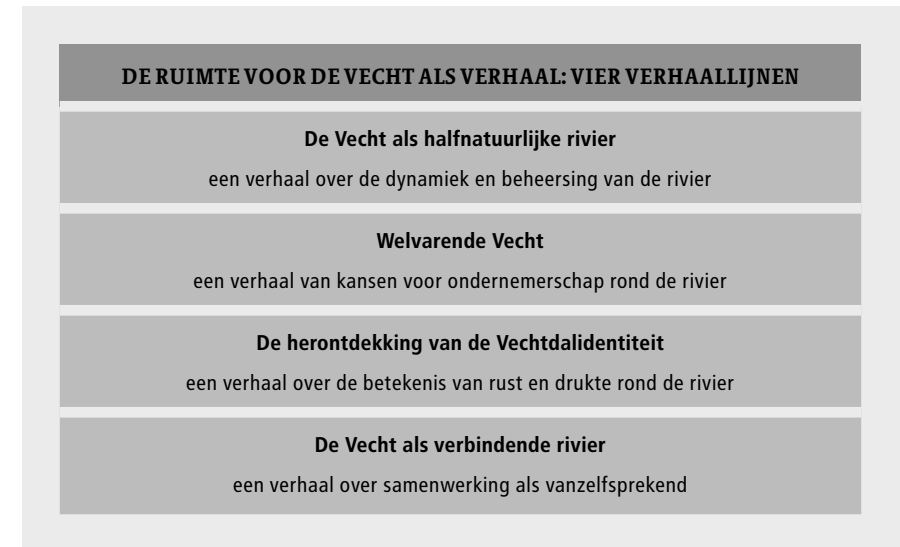 DE RUIMTE VOOR DE VECHT ALS VERHAAL: VIER VERHAALLIJNEN
De Vecht als halfnatuurlijke rivier
een verhaal over de dynamiek en beheersing van de rivier
Welvarende Vecht
een verhaal van kansen voor ondernemerschap rond de rivier
De herontdekking van de Vechtdalidentiteit
een verhaal over de betekenis van rust en drukte rond de rivier
De Vecht als verbindende rivier
een verhaal over samenwerking als vanzelfsprekend